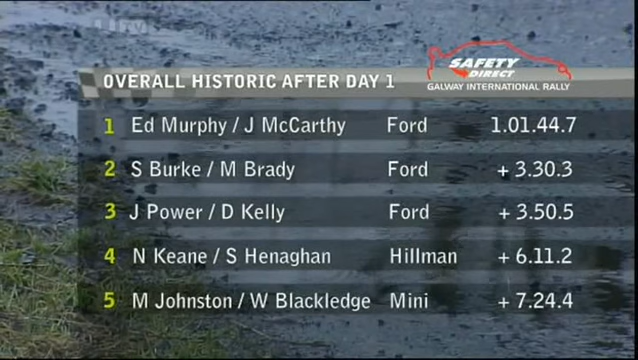 SAFETY
DIRECT
GALWAY INTERNATIONAL RALLY
OVERALL HISTORIC AFTER DAY 1
1 Ed Murphy / J McCarthy Ford 1.01.44.7
2 S Burke / M Brady Ford + 3.30.3
3 J Power / D Kelly Ford + 3.50.5
4 N Keane / S Henaghan Hillman + 6.11.2
5 M Johnston / W Blackledge Mini + 7.24.4